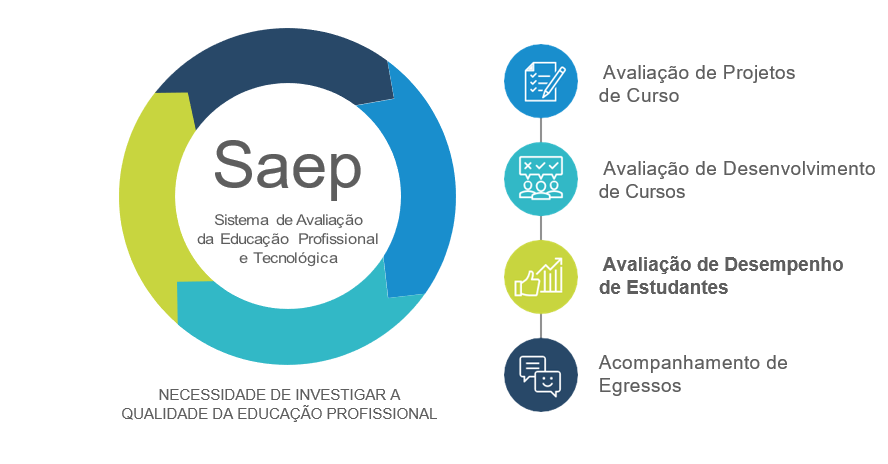 Saep
Sistema de Avaliação
da Educação Profissional
e Tecnológica
NECESSIDADE DE INVESTIGAR A
QUALIDADE DA EDUCAÇÃO PROFISSIONAL
Avaliação de Projetos
de Curso
Avaliação de Desenvolvimento
de Cursos
Avaliação de Desempenho
de Estudantes
Acompanhamento de
Egressos